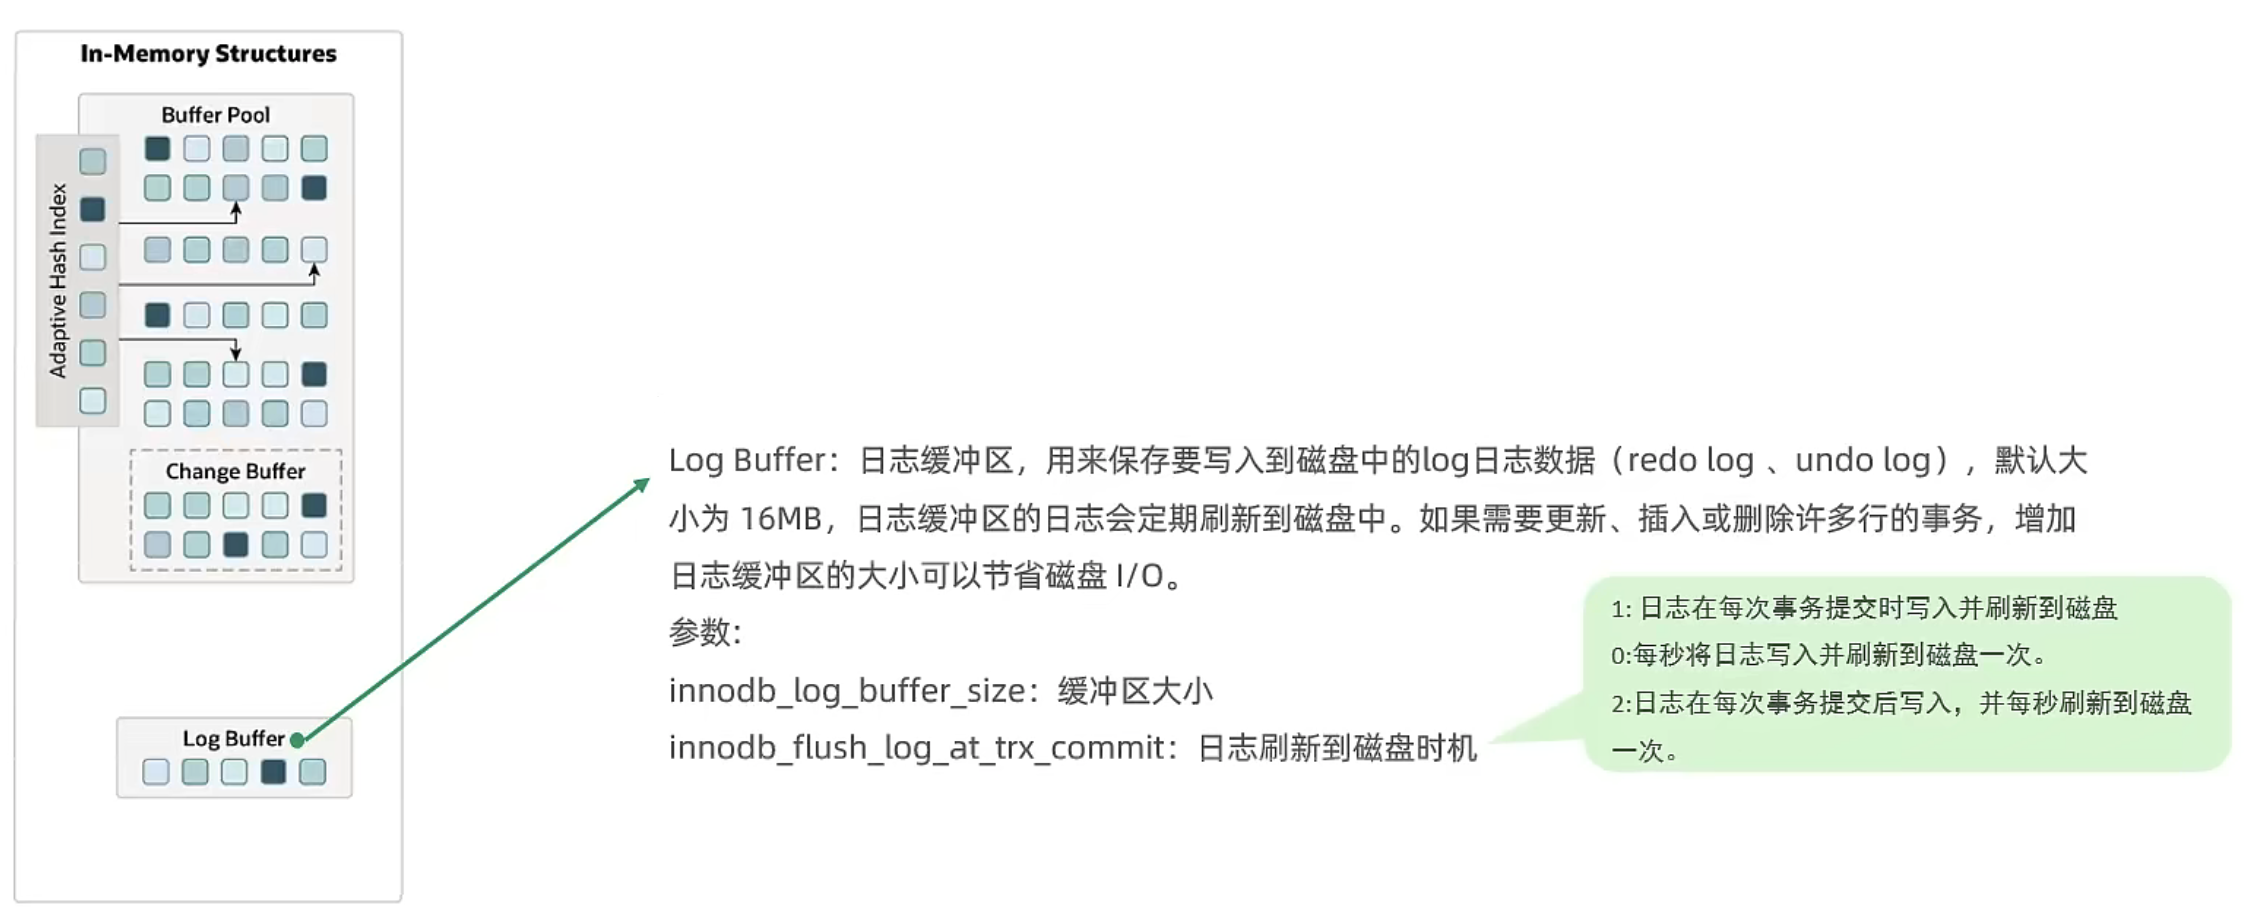 In-Memory Structures
Buffer Pool
Adaptive Hash Index
Change Buffer
Log Buffer
Log Buffer：日志缓冲区，用来保存要写入到磁盘中的log日志数据（redo log 、undo log），默认大
小为 16MB，日志缓冲区的日志会定期刷新到磁盘中。如果需要更新、插入或删除许多行的事务，增加
日志缓冲区的大小可以节省磁盘 I/O。
参数:
innodb_log_buffer_size：缓冲区大小
innodb_flush_log_at_trx_commit：日志刷新到磁盘时机
1: 日志在每次事务提交时写入并刷新到磁盘
0:每秒将日志写入并刷新到磁盘一次。
2:日志在每次事务提交后写入，并每秒刷新到磁盘
一次。